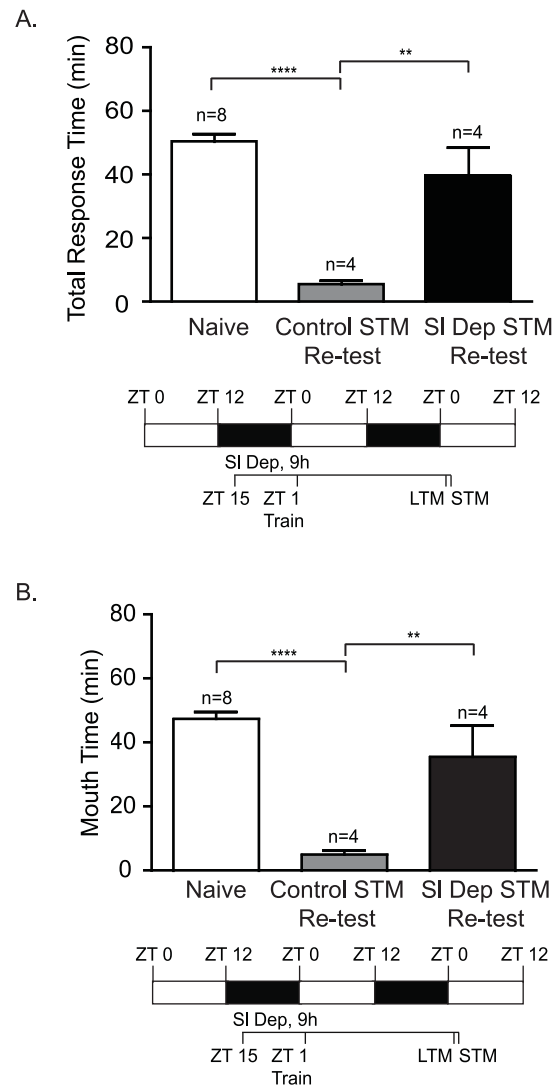 A.
Total Response Time (min)
80
60
40
20
0
****
**
n=8
n=4
n=4
Naive
Control STM
Re-test
SI Dep STM
Re-test
ZT 0
ZT 12
ZT 0
ZT 12
ZT 0
ZT 12
SI Dep, 9h
ZT 15
ZT 1
Train
LTM STM
B.
Mouth Time (min)
80
60
40
20
0
****
**
n=8
n=4
n=4
Naive
Control STM
Re-test
SI Dep STM
Re-test
ZT 0
ZT 12
ZT 0
ZT 12
ZT 0
ZT 12
SI Dep, 9h
ZT 15
ZT 1
Train
LTM STM